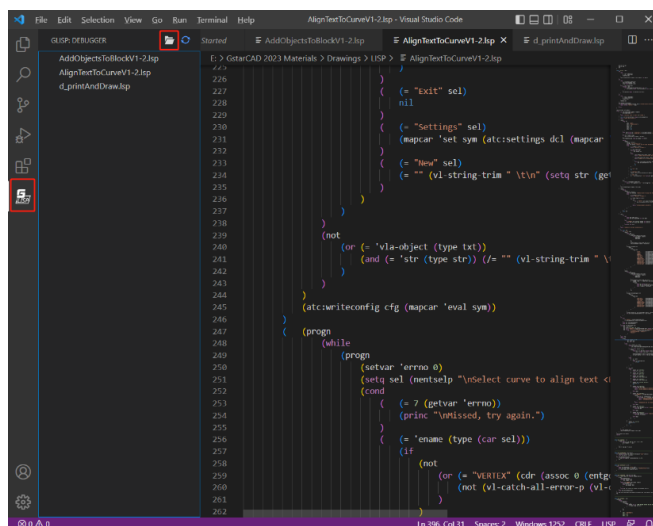 File Edit Selection View Go Run Terminal Help AlignTextToCurveV1-2.lsp - Visual Studio Code
GLISP: DEBUGGER
Started AddObjectsToBlockV1-2.lsp AlignTextToCurveV1-2.lsp d_printAndDraw.lsp
E: > GstarCAD 2023 Materials > Drawings > LISP > AlignTextToCurveV1-2.lsp
AddObjectsToBlockV1-2.lsp
AlignTextToCurveV1-2.lsp
d_printAndDraw.lsp
225 )
226 )
227 ( (= "Exit" sel)
228 nil
229 )
230 ( (= "Settings" sel)
231 (mapcar 'set sym (atc:settings dcl (mapcar
232 )
233 ( (= "New" sel)
234 (= "" (vl-string-trim " \t\n" (setq str (get
235 )
236 )
237 )
238 )
239 (not
240 (or (= 'vla-object (type txt))
241 (and (= 'str (type str)) (/= "" (vl-string-trim " \t
242 )
243 )
244 )
245 (atc:writeconfig cfg (mapcar 'eval sym))
246 )
247 ( (progn
248 (while
249 (progn
250 (setvar 'errno 0)
251 (setq sel (nentselp "\nSelect curve to align text <
252 (cond
253 ( (= 7 (getvar 'errno))
254 (princ "\nMissed, try again.")
255 )
256 ( (= 'ename (type (car sel)))
257 (if
258 (not
259 (or (= "VERTEX" (cdr (assoc 0 (entge
260 (not (vl-catch-all-error-p (vl-
261 )
262 )
0 0 Ln 396, Col 31 Spaces: 2 Windows 1252 CRLF LISP